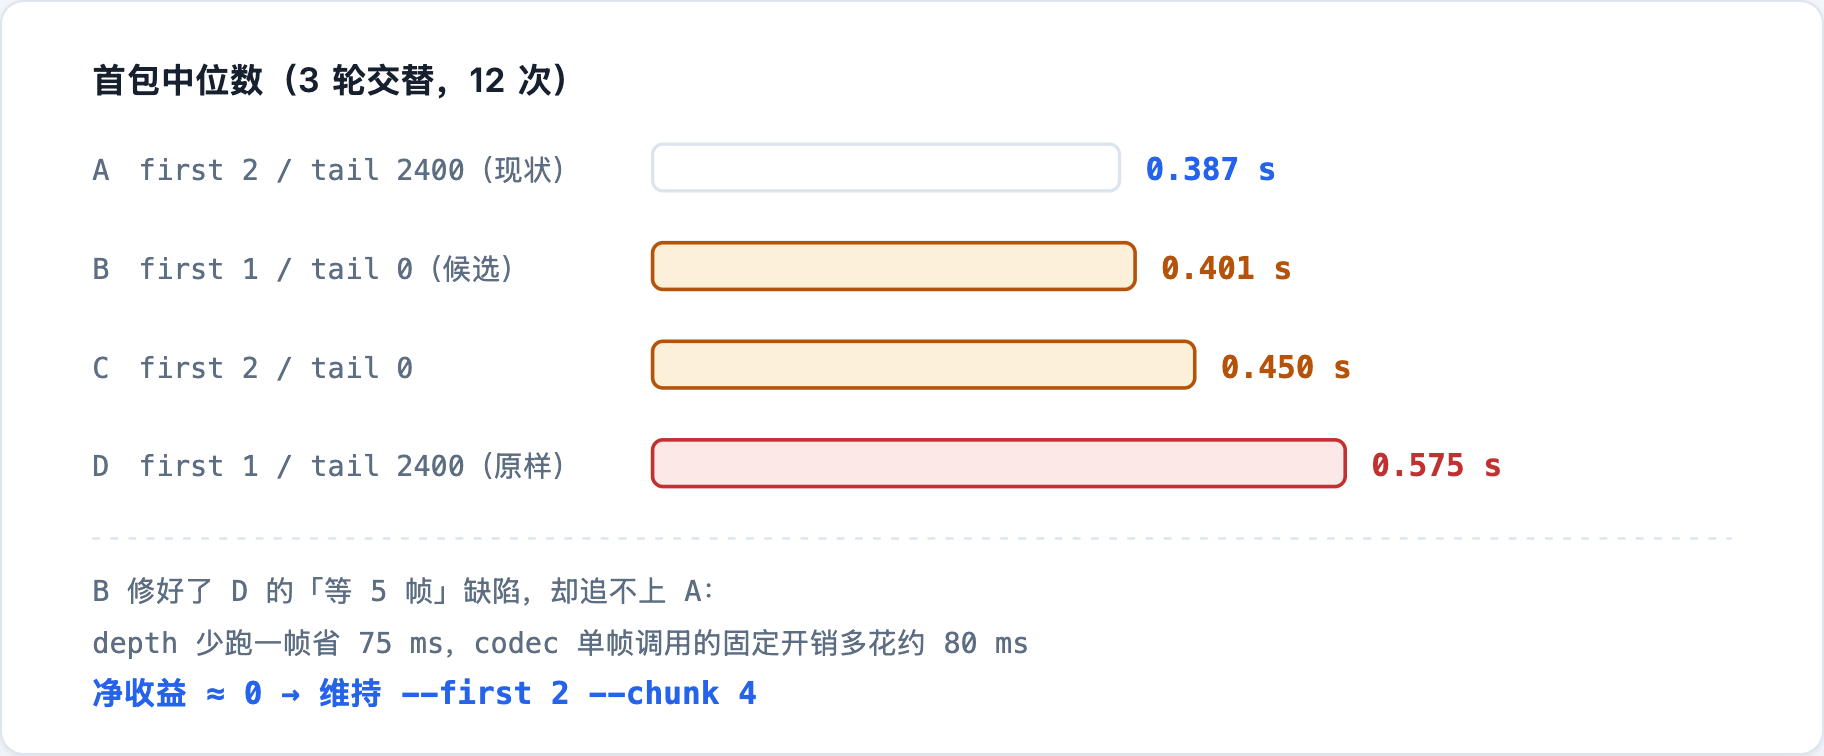 首包中位数（3 轮交替，12 次）
A first 2 / tail 2400（现状） 0.387 s
B first 1 / tail 0（候选） 0.401 s
C first 2 / tail 0 0.450 s
D first 1 / tail 2400（原样） 0.575 s
B 修好了 D 的「等 5 帧」缺陷，却追不上 A：
depth 少跑一帧省 75 ms，codec 单帧调用的固定开销多花约 80 ms
净收益 ≈ 0 → 维持 --first 2 --chunk 4